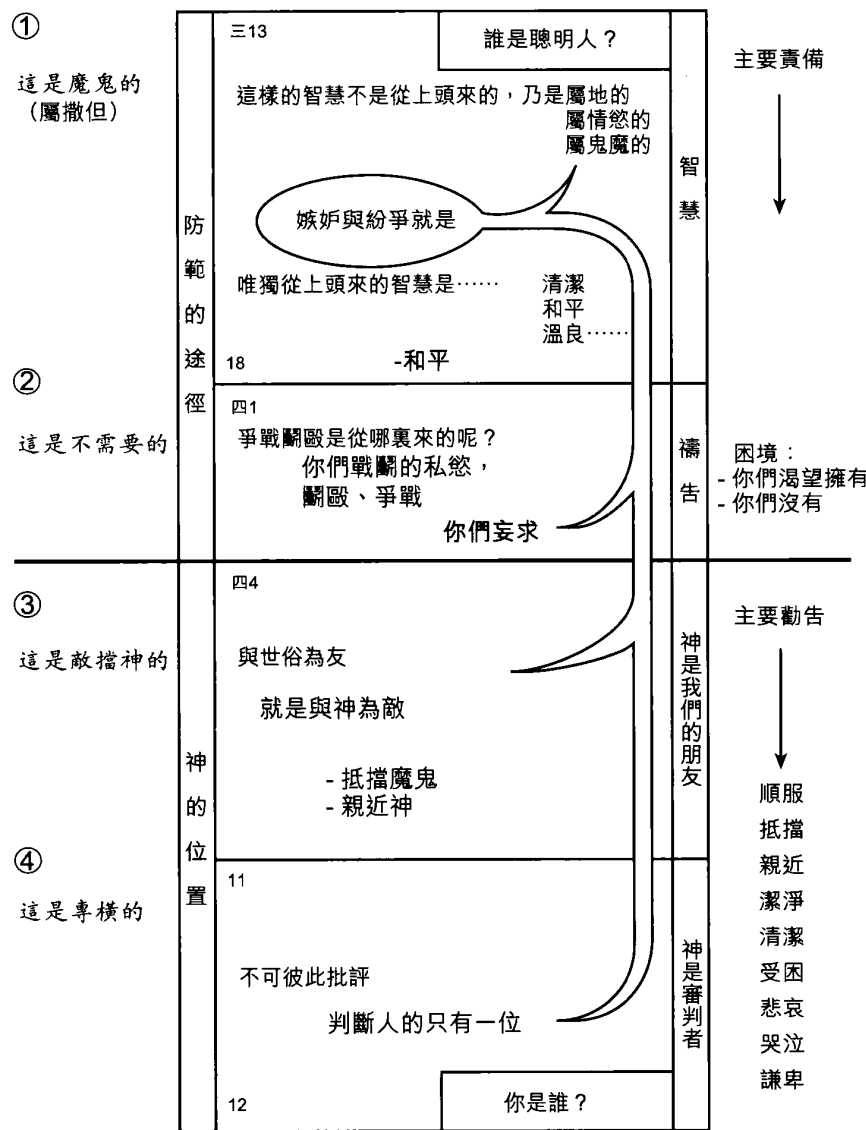 ①
這是魔鬼的
(屬撒但)
防範的途徑
三13
誰是聰明人？
這樣的智慧不是從上頭來的，乃是屬地的
屬情慾的
屬鬼魔的
嫉妒與紛爭就是
唯獨從上頭來的智慧是……
清潔
和平
溫良……
18
-和平
智慧
主要責備
②
這是不需要的
四1
爭戰鬬毆是從哪裏來的呢？
你們戰鬬的私慾，
鬬毆、爭戰
你們妄求
禱告
困境：
- 你們渴望擁有
- 你們沒有
③
這是敵擋神的
神的位置
四4
與世俗為友
就是與神為敵
- 抵擋魔鬼
- 親近神
神是我們的朋友
主要勸告
順服
抵擋
親近
潔淨
清潔
受困
悲哀
哭泣
謙卑
④
這是專橫的
11
不可彼此批評
判斷人的只有一位
12
你是誰？
神是審判者